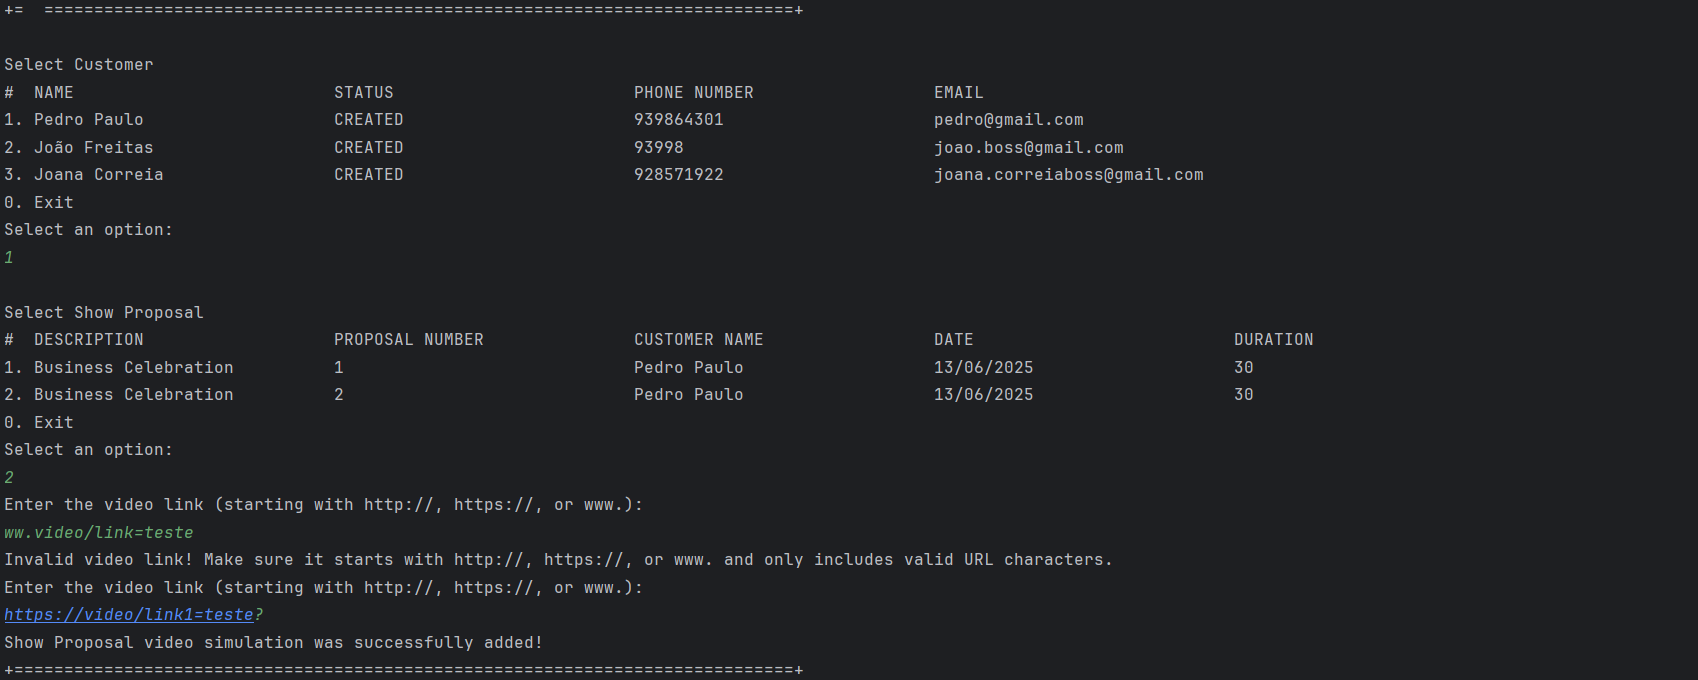 +=  ===========================================================================+
Select Customer
#  NAME                          STATUS                        PHONE NUMBER                  EMAIL
1. Pedro Paulo                   CREATED                       939864301                     pedro@gmail.com
2. João Freitas                  CREATED                       93998                         joao.boss@gmail.com
3. Joana Correia                 CREATED                       928571922                     joana.correiaboss@gmail.com
0. Exit
Select an option:
1
Select Show Proposal
#  DESCRIPTION                   PROPOSAL NUMBER               CUSTOMER NAME                 DATE                          DURATION
1. Business Celebration          1                             Pedro Paulo                   13/06/2025                    30
2. Business Celebration          2                             Pedro Paulo                   13/06/2025                    30
0. Exit
Select an option:
2
Enter the video link (starting with http://, https://, or www.):
ww.video/link=teste
Invalid video link! Make sure it starts with http://, https://, or www. and only includes valid URL characters.
Enter the video link (starting with http://, https://, or www.):
https://video/link1=teste?
Show Proposal video simulation was successfully added!
+==============================================================================+